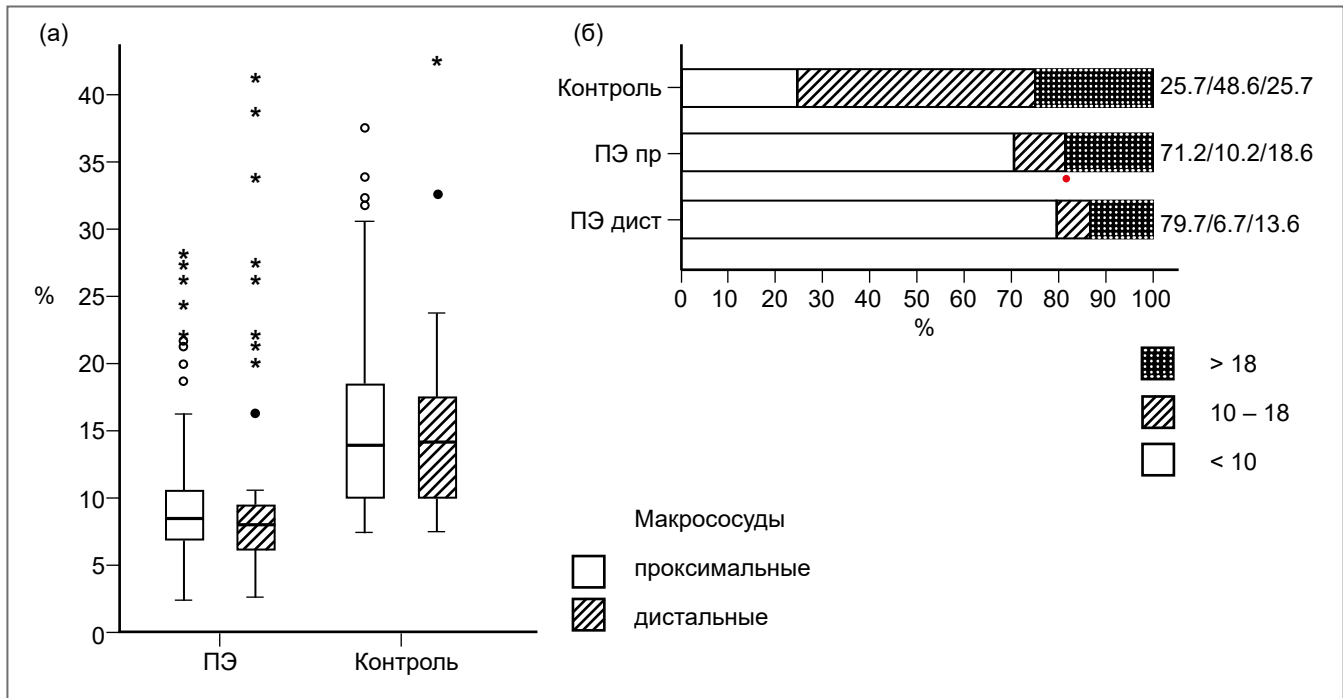 (а)
40
35
30
25
20
15
10
5
0
%
ПЭ Контроль
Макрососуды
проксимальные
дистальные
(б)
Контроль 25.7/48.6/25.7
ПЭ пр 71.2/10.2/18.6
ПЭ дист 79.7/6.7/13.6
0 10 20 30 40 50 60 70 80 90 100
%
> 18
10 – 18
< 10